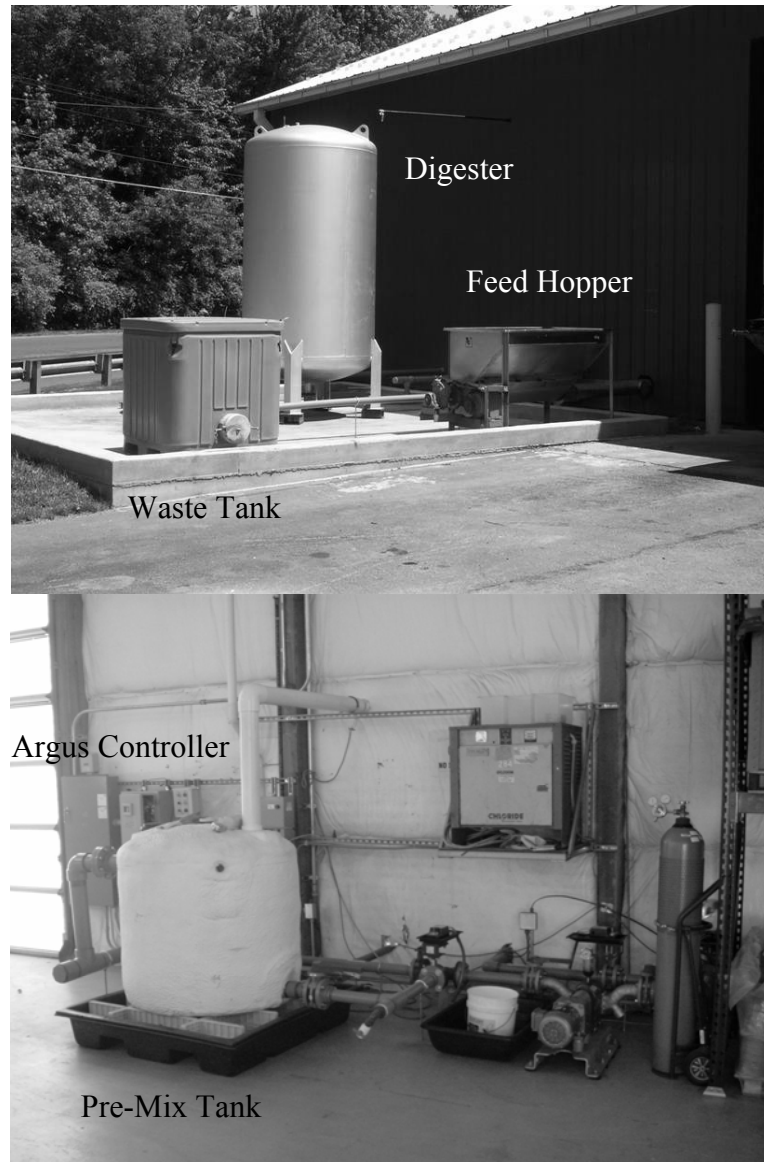 Digester
Feed Hopper
Waste Tank
Argus Controller
CHLORIDE
Pre-Mix Tank